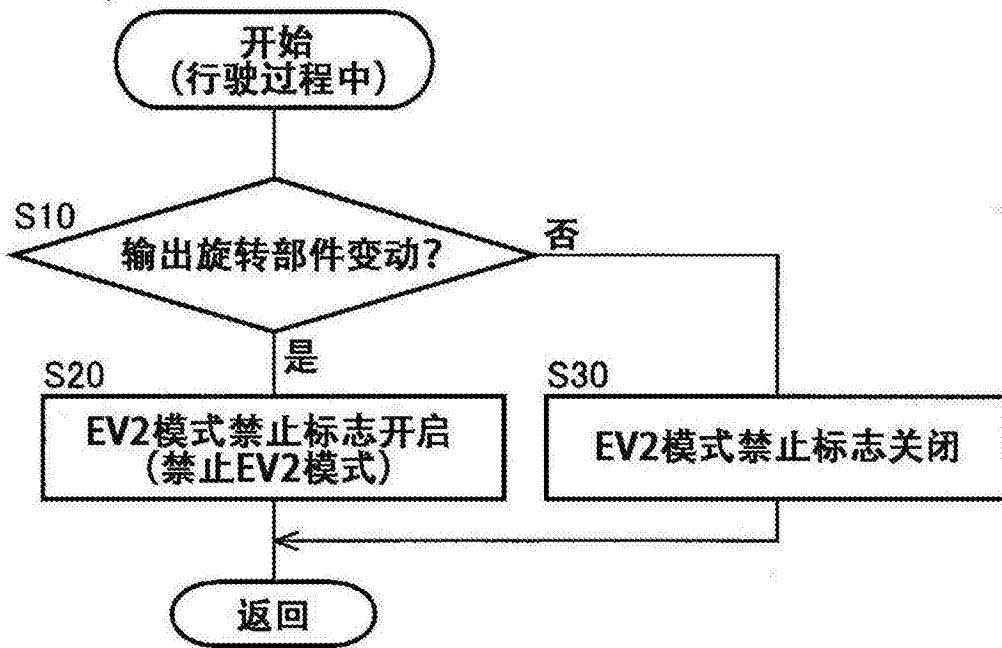 开始
(行驶过程中)
S10
输出旋转部件变动?
否
是
S20
EV2模式禁止标志开启
(禁止EV2模式)
S30
EV2模式禁止标志关闭
返回